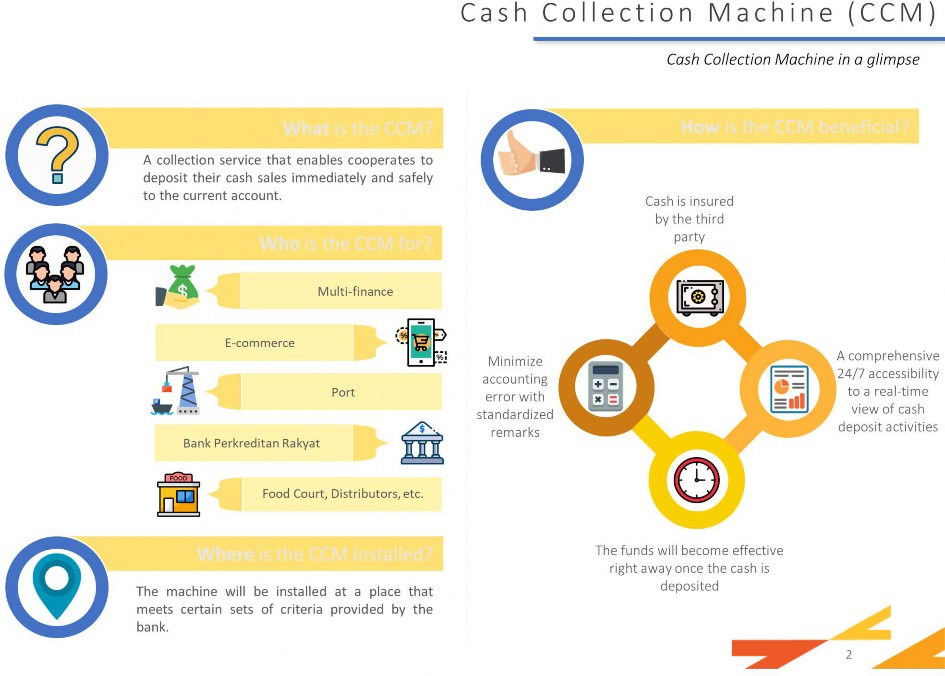 Cash Collection Machine (CCM)
Cash Collection Machine in a glimpse
What is the CCM?
A collection service that enables cooperates to
deposit their cash sales immediately and safely
to the current account.
Who is the CCM for?
Multi-finance
E-commerce
Port
Bank Perkreditan Rakyat
FOOD
Food Court, Distributors, etc.
Where is the CCM installed?
The machine will be installed at a place that
meets certain sets of criteria provided by the
bank.
How is the CCM beneficial?
Cash is insured
by the third
party
Minimize
accounting
error with
standardized
remarks
A comprehensive
24/7 accessibility
to a real-time
view of cash
deposit activities
The funds will become effective
right away once the cash is
deposited
2